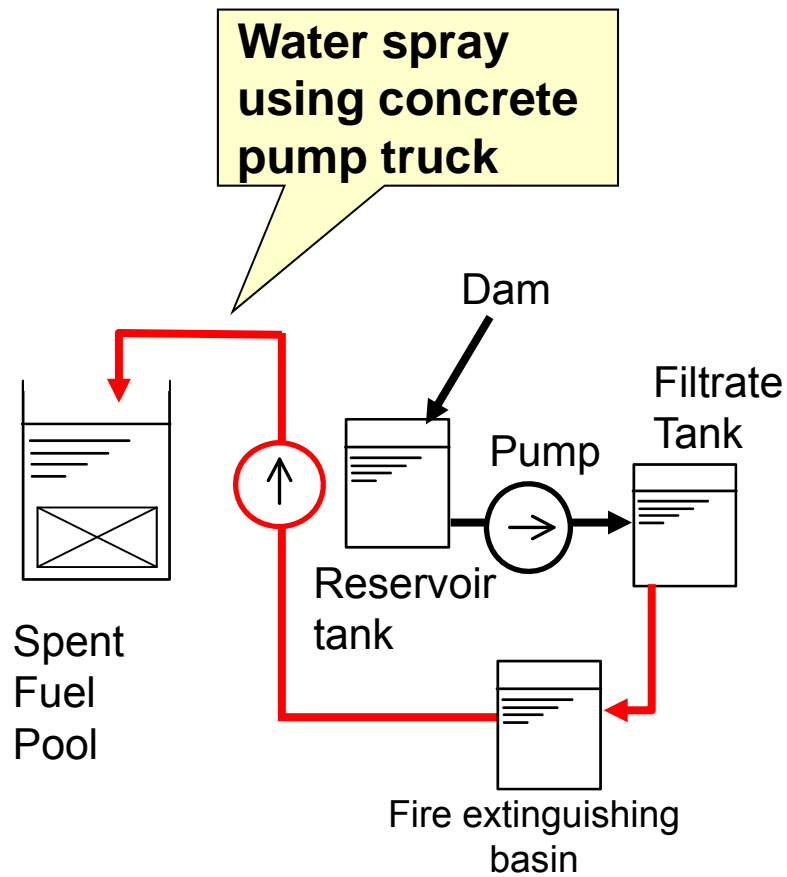 Water spray
using concrete
pump truck
Dam
Filtrate
Tank
Pump
Reservoir
tank
Spent
Fuel
Pool
Fire extinguishing
basin